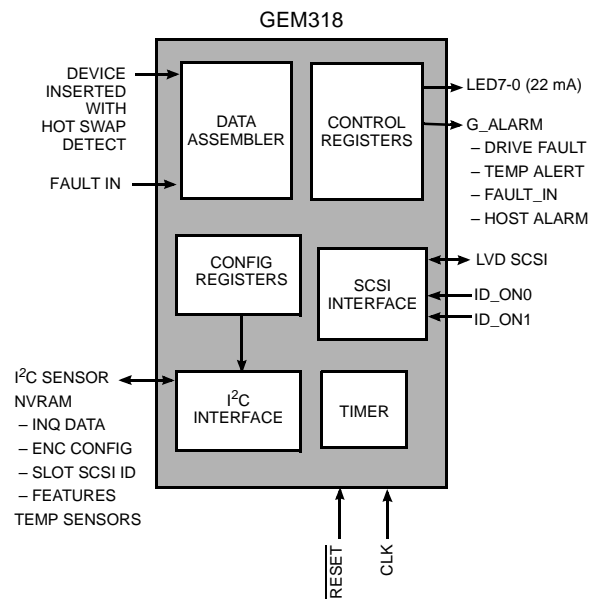 GEM318
DEVICE
INSERTED
WITH
HOT SWAP
DETECT
FAULT IN
DATA
ASSEMBLER
CONTROL
REGISTERS
LED7-0 (22 mA)
G_ALARM
– DRIVE FAULT
– TEMP ALERT
– FAULT_IN
– HOST ALARM
CONFIG
REGISTERS
SCSI
INTERFACE
LVD SCSI
ID_ON0
ID_ON1
I²C SENSOR
NVRAM
– INQ DATA
– ENC CONFIG
– SLOT SCSI ID
– FEATURES
TEMP SENSORS
I²C
INTERFACE
TIMER
RESET
CLK